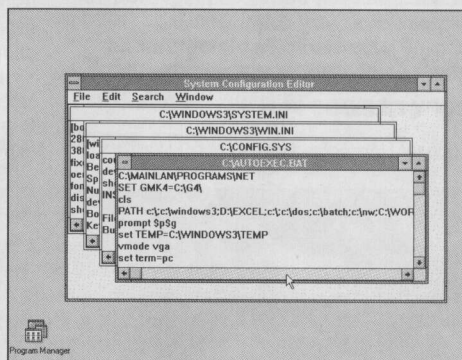 System Configuration Editor
File Edit Search Window
C:\WINDOWS3\SYSTEM.INI
C:\WINDOWS3\WIN.INI
C:\CONFIG.SYS
C:\AUTOEXEC.BAT
C:\MAINLAN\PROGRAMS\NET
SET GMK4=C:\G4\
cls
PATH c:\;c:\windows3;D:\EXCEL;c:\;c:\dos;c:\batch;c:\nw;C:\WOR
prompt $p$g
set TEMP=C:\WINDOWS3\TEMP
vmode vga
set term=pc
Program Manager